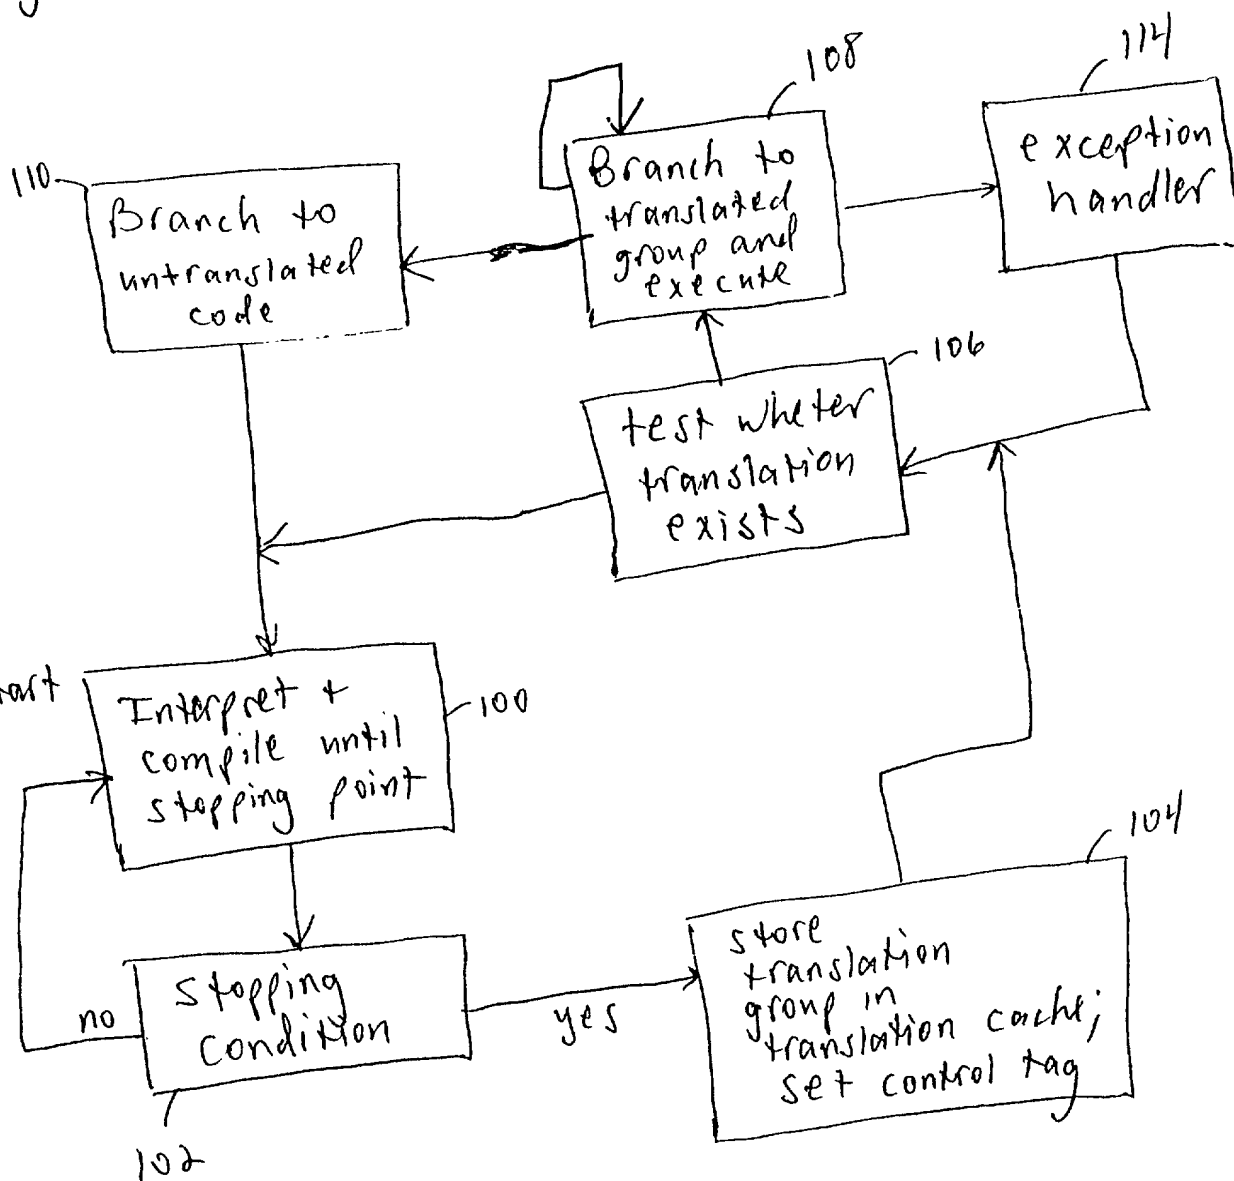 108
114
Branch to
translated
group and
execute
exception
handler
110
Branch to
untranslated
code
106
test wheter
translation
exists
Interpret +
compile until
stopping point
100
104
store
translation
group in
translation cache;
set control tag
stopping
condition
no
yes
102